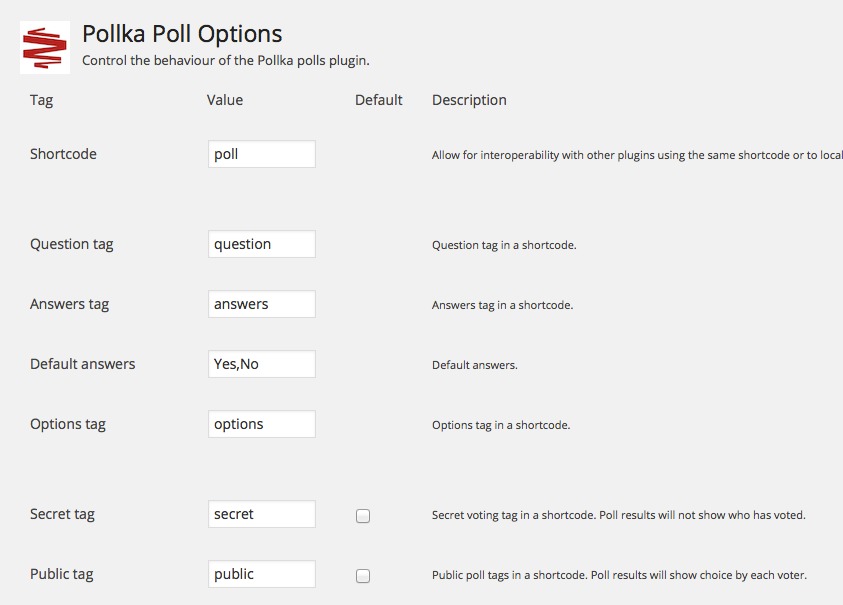 Pollka Poll Options
Control the behaviour of the Pollka polls plugin.
Tag Value Default Description
Shortcode poll Allow for interoperability with other plugins using the same shortcode or to
Question tag question Question tag in a shortcode.
Answers tag answers Answers tag in a shortcode.
Default answers Yes,No Default answers.
Options tag options Options tag in a shortcode.
Secret tag secret Secret voting tag in a shortcode. Poll results will not show who has voted.
Public tag public Public poll tags in a shortcode. Poll results will show choice by each voter.